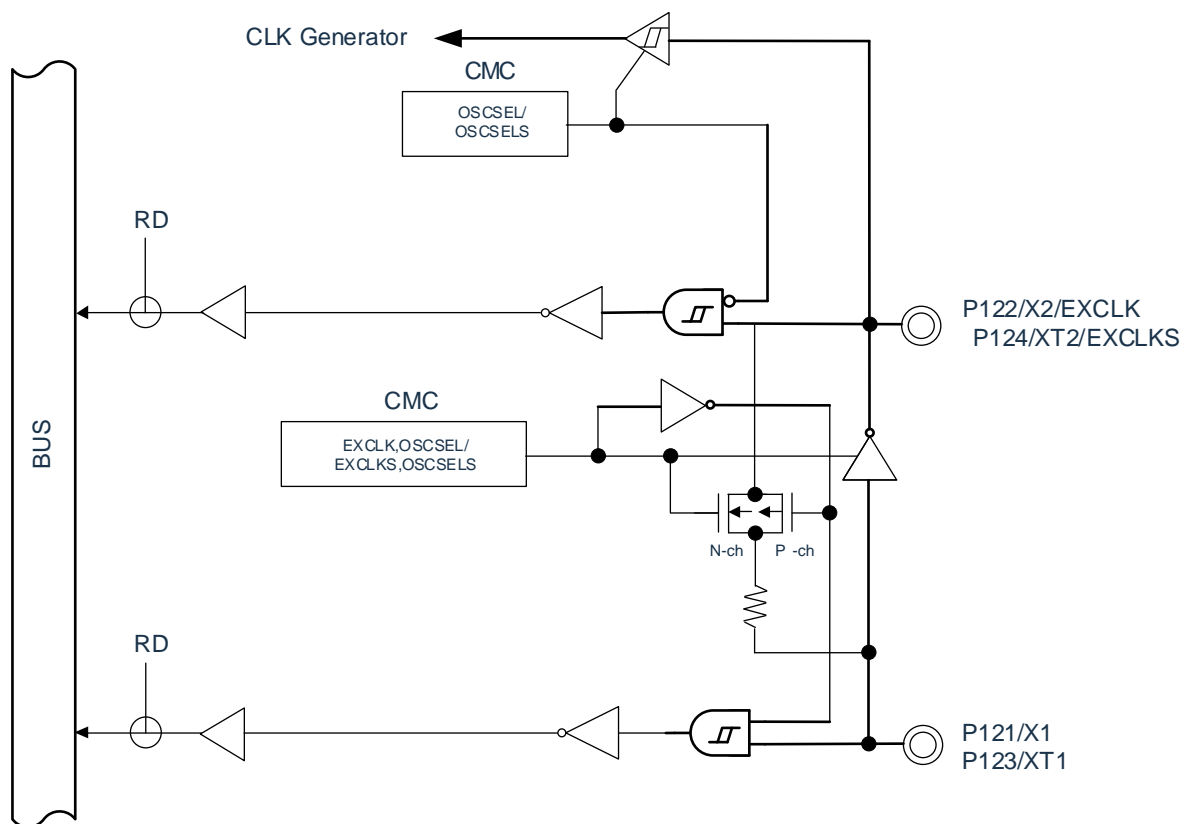 CLK Generator
CMC
OSCSEL/
OSCSELS
RD
P122/X2/EXCLK
P124/XT2/EXCLKS
CMC
EXCLK,OSCSEL/
EXCLKS,OSCSELS
BUS
N-ch
P -ch
RD
P121/X1
P123/XT1